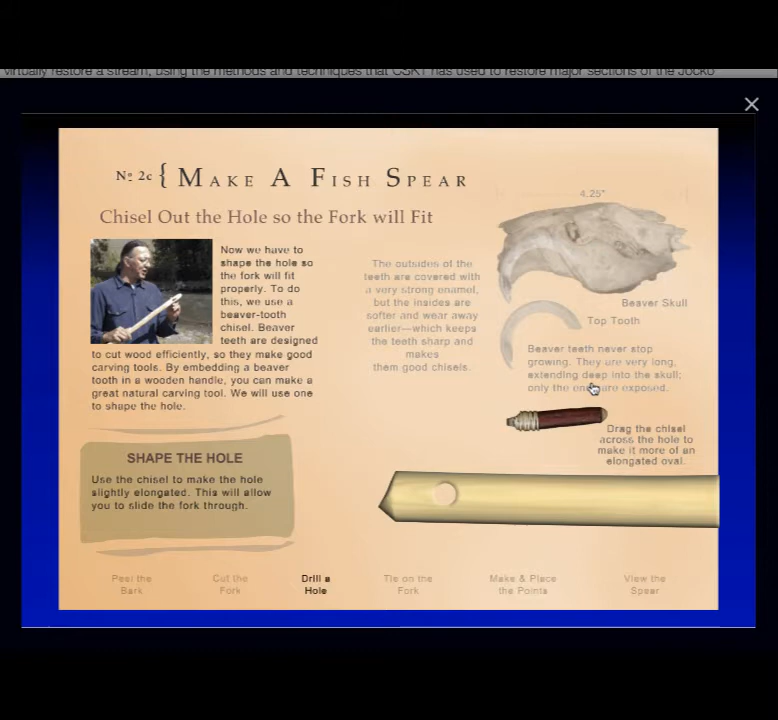 virtually restore a stream, using the methods and techniques that CSKT has used to restore major sections of the Jocko
Nº 2c { MAKE A FISH SPEAR
Chisel Out the Hole so the Fork will Fit
Now we have to
shape the hole so
the fork will fit
properly. To do
this, we use a
beaver-tooth
chisel. Beaver
teeth are designed
to cut wood efficiently, so they make good
carving tools. By embedding a beaver
tooth in a wooden handle, you can make a
great natural carving tool. We will use one
to shape the hole.
The outsides of the
teeth are covered with
a very strong enamel,
but the insides are
softer and wear away
earlier—which keeps
the teeth sharp and
makes
them good chisels.
4.25"
Beaver Skull
Top Tooth
Beaver teeth never stop
growing. They are very long,
extending deep into the skull;
only the ends are exposed.
Drag the chisel
across the hole to
make it more of an
elongated oval.
SHAPE THE HOLE
Use the chisel to make the hole
slightly elongated. This will allow
you to slide the fork through.
Peel the
Bark
Cut the
Fork
Drill a
Hole
Tie on the
Fork
Make & Place
the Points
View the
Spear